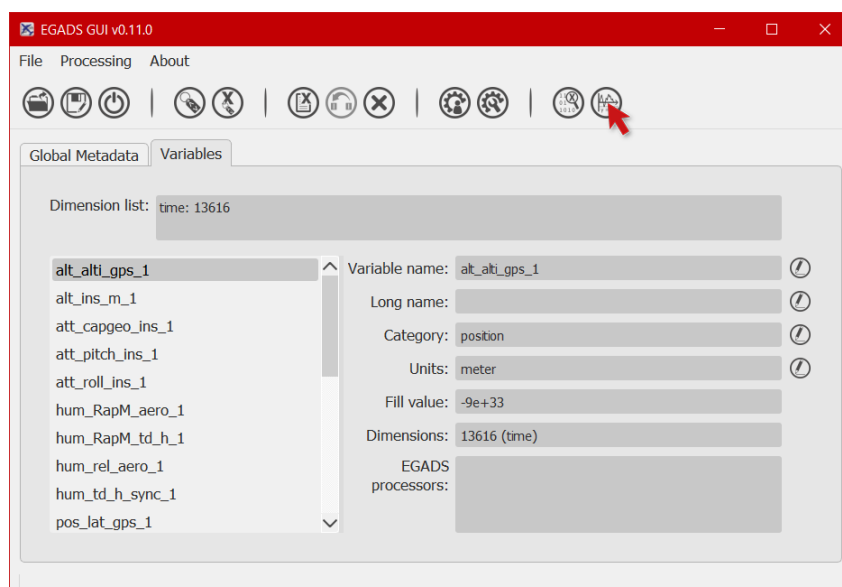 EGADS GUI v0.11.0
File Processing About
Global Metadata Variables
Dimension list: time: 13616
alt_alti_gps_1
alt_ins_m_1
att_capgeo_ins_1
att_pitch_ins_1
att_roll_ins_1
hum_RapM_aero_1
hum_RapM_td_h_1
hum_rel_aero_1
hum_td_h_sync_1
pos_lat_gps_1
Variable name: alt_alti_gps_1
Long name:
Category: position
Units: meter
Fill value: -9e+33
Dimensions: 13616 (time)
EGADS
processors: